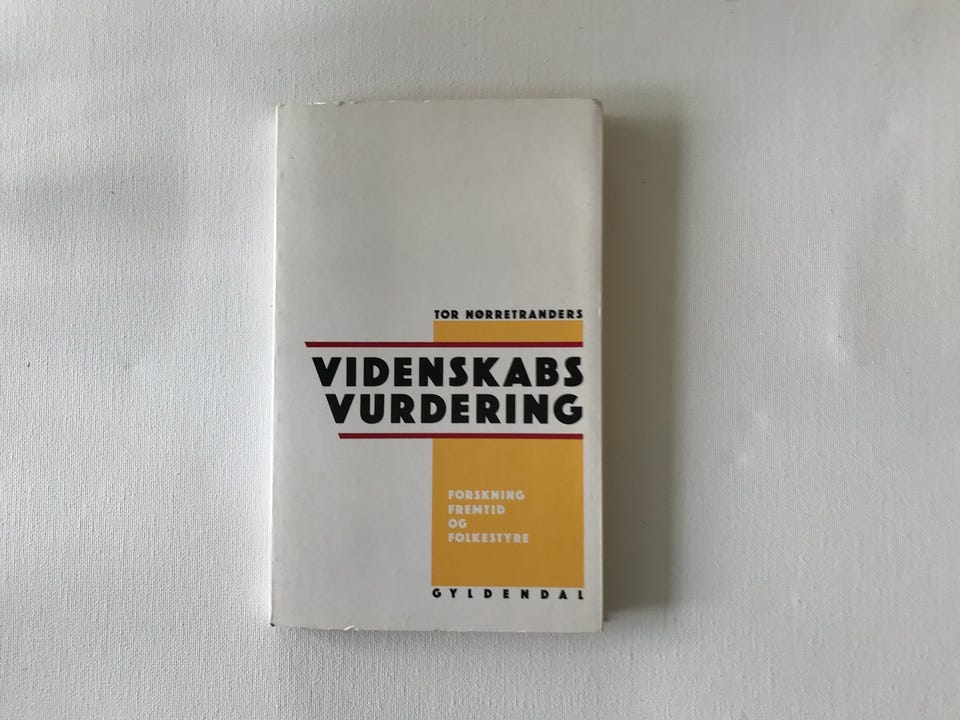 TOR NØRRETRANDERS
VIDENSKABS
VURDERING
FORSKNING
FREMTID
OG
FOLKESTYRE
GYLDENDAL